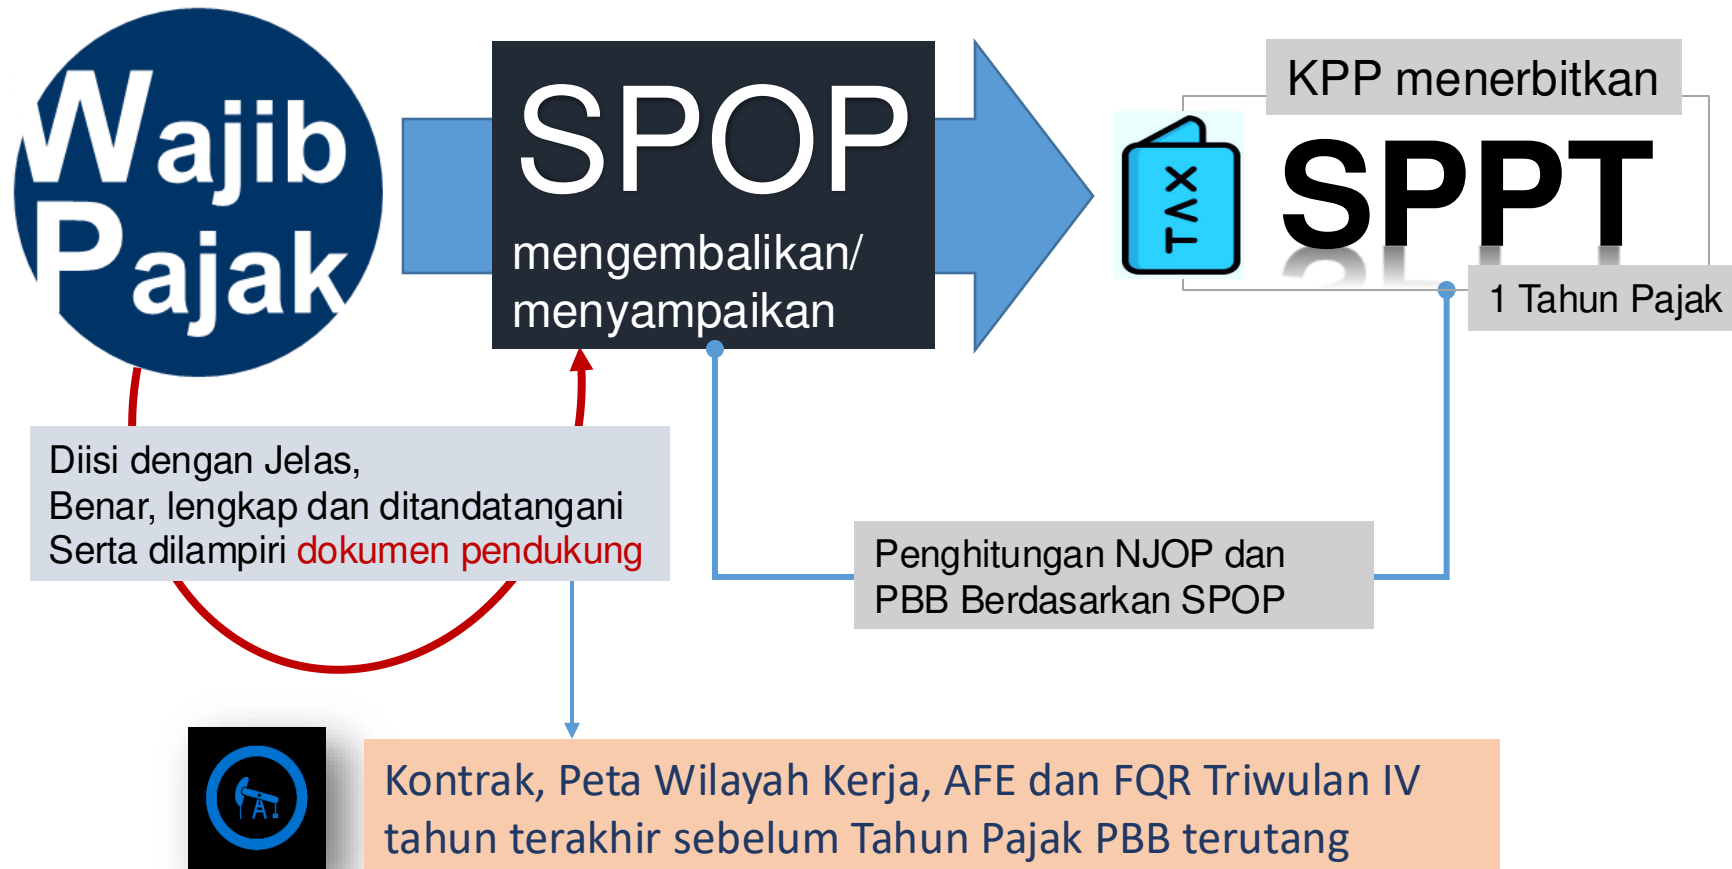 Wajib
Pajak
SPOP
mengembalikan/
menyampaikan
KPP menerbitkan
TAX
SPPT
1 Tahun Pajak
Diisi dengan Jelas,
Benar, lengkap dan ditandatangani
Serta dilampiri dokumen pendukung
Penghitungan NJOP dan
PBB Berdasarkan SPOP
Kontrak, Peta Wilayah Kerja, AFE dan FQR Triwulan IV
tahun terakhir sebelum Tahun Pajak PBB terutang